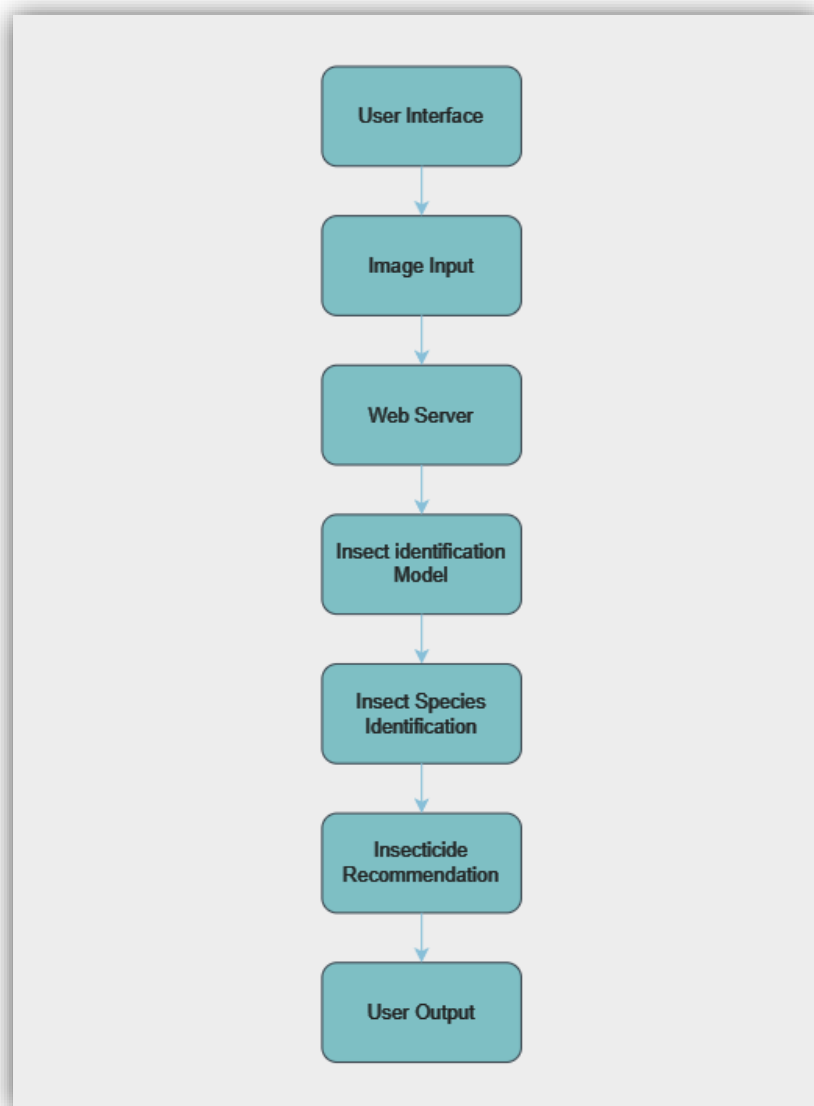 User Interface
Image Input
Web Server
Insect identification
Model
Insect Species
Identification
Insecticide
Recommendation
User Output